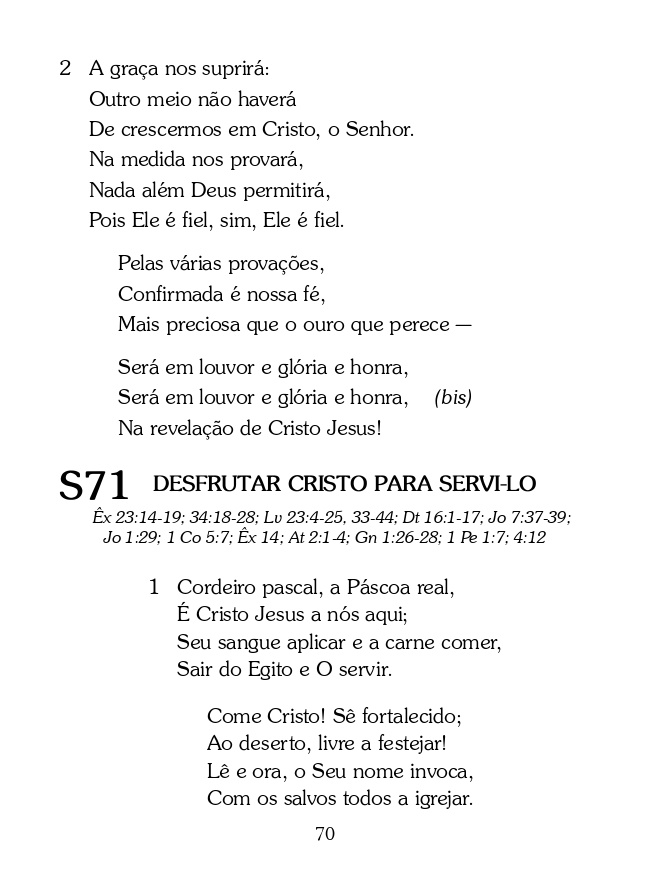 2 A graça nos suprirá:
Outro meio não haverá
De crescermos em Cristo, o Senhor.
Na medida nos provará,
Nada além Deus permitirá,
Pois Ele é fiel, sim, Ele é fiel.
Pelas várias provações,
Confirmada é nossa fé,
Mais preciosa que o ouro que perece —
Será em louvor e glória e honra,
Será em louvor e glória e honra, (bis)
Na revelação de Cristo Jesus!
S71 DESFRUTAR CRISTO PARA SERVI-LO
Êx 23:14-19; 34:18-28; Lv 23:4-25, 33-44; Dt 16:1-17; Jo 7:37-39;
Jo 1:29; 1 Co 5:7; Êx 14; At 2:1-4; Gn 1:26-28; 1 Pe 1:7; 4:12
1 Cordeiro pascal, a Páscoa real,
É Cristo Jesus a nós aqui;
Seu sangue aplicar e a carne comer,
Sair do Egito e O servir.
Come Cristo! Sê fortalecido;
Ao deserto, livre a festejar!
Lê e ora, o Seu nome invoca,
Com os salvos todos a igrejar.
70